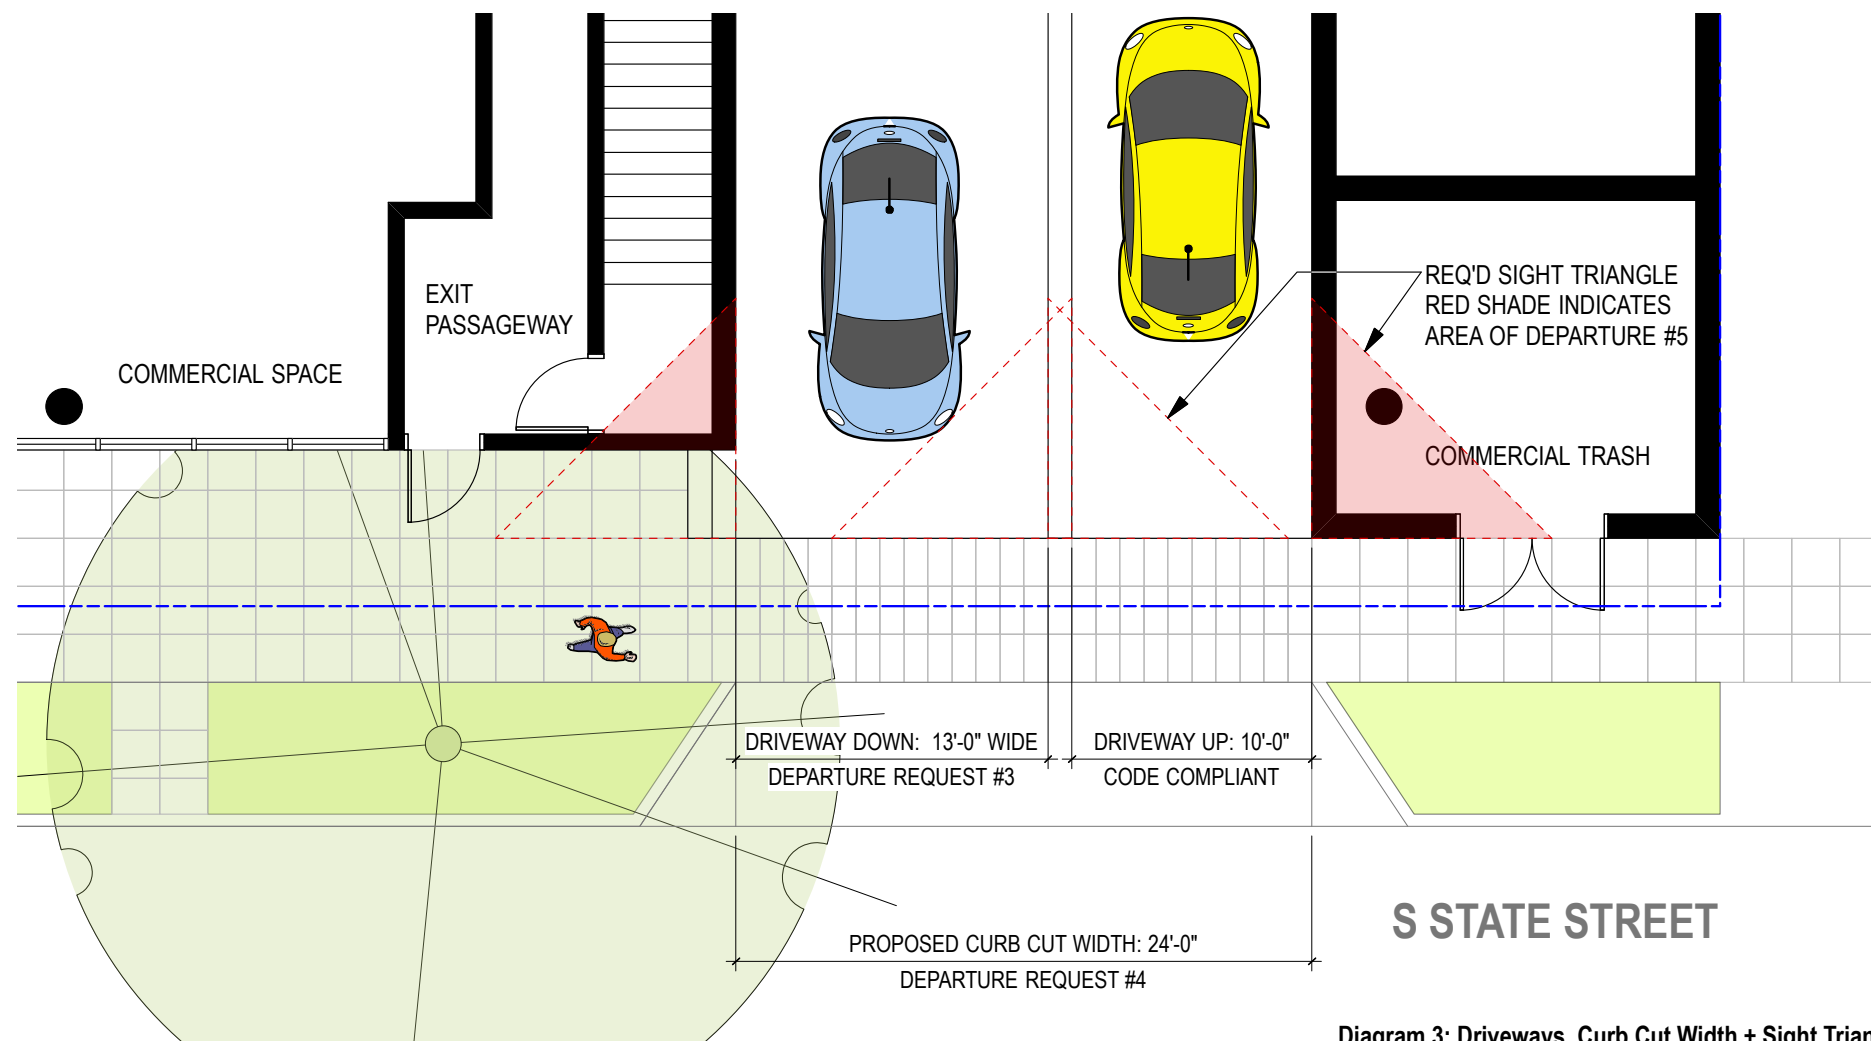 EXIT
PASSAGEWAY
COMMERCIAL SPACE
REQ'D SIGHT TRIANGLE
RED SHADE INDICATES
AREA OF DEPARTURE #5
COMMERCIAL TRASH
DRIVEWAY DOWN: 13'-0" WIDE
DEPARTURE REQUEST #3
DRIVEWAY UP: 10'-0"
CODE COMPLIANT
PROPOSED CURB CUT WIDTH: 24'-0"
DEPARTURE REQUEST #4
S STATE STREET
Diagram 3: Driveways, Curb Cut Width + Sight